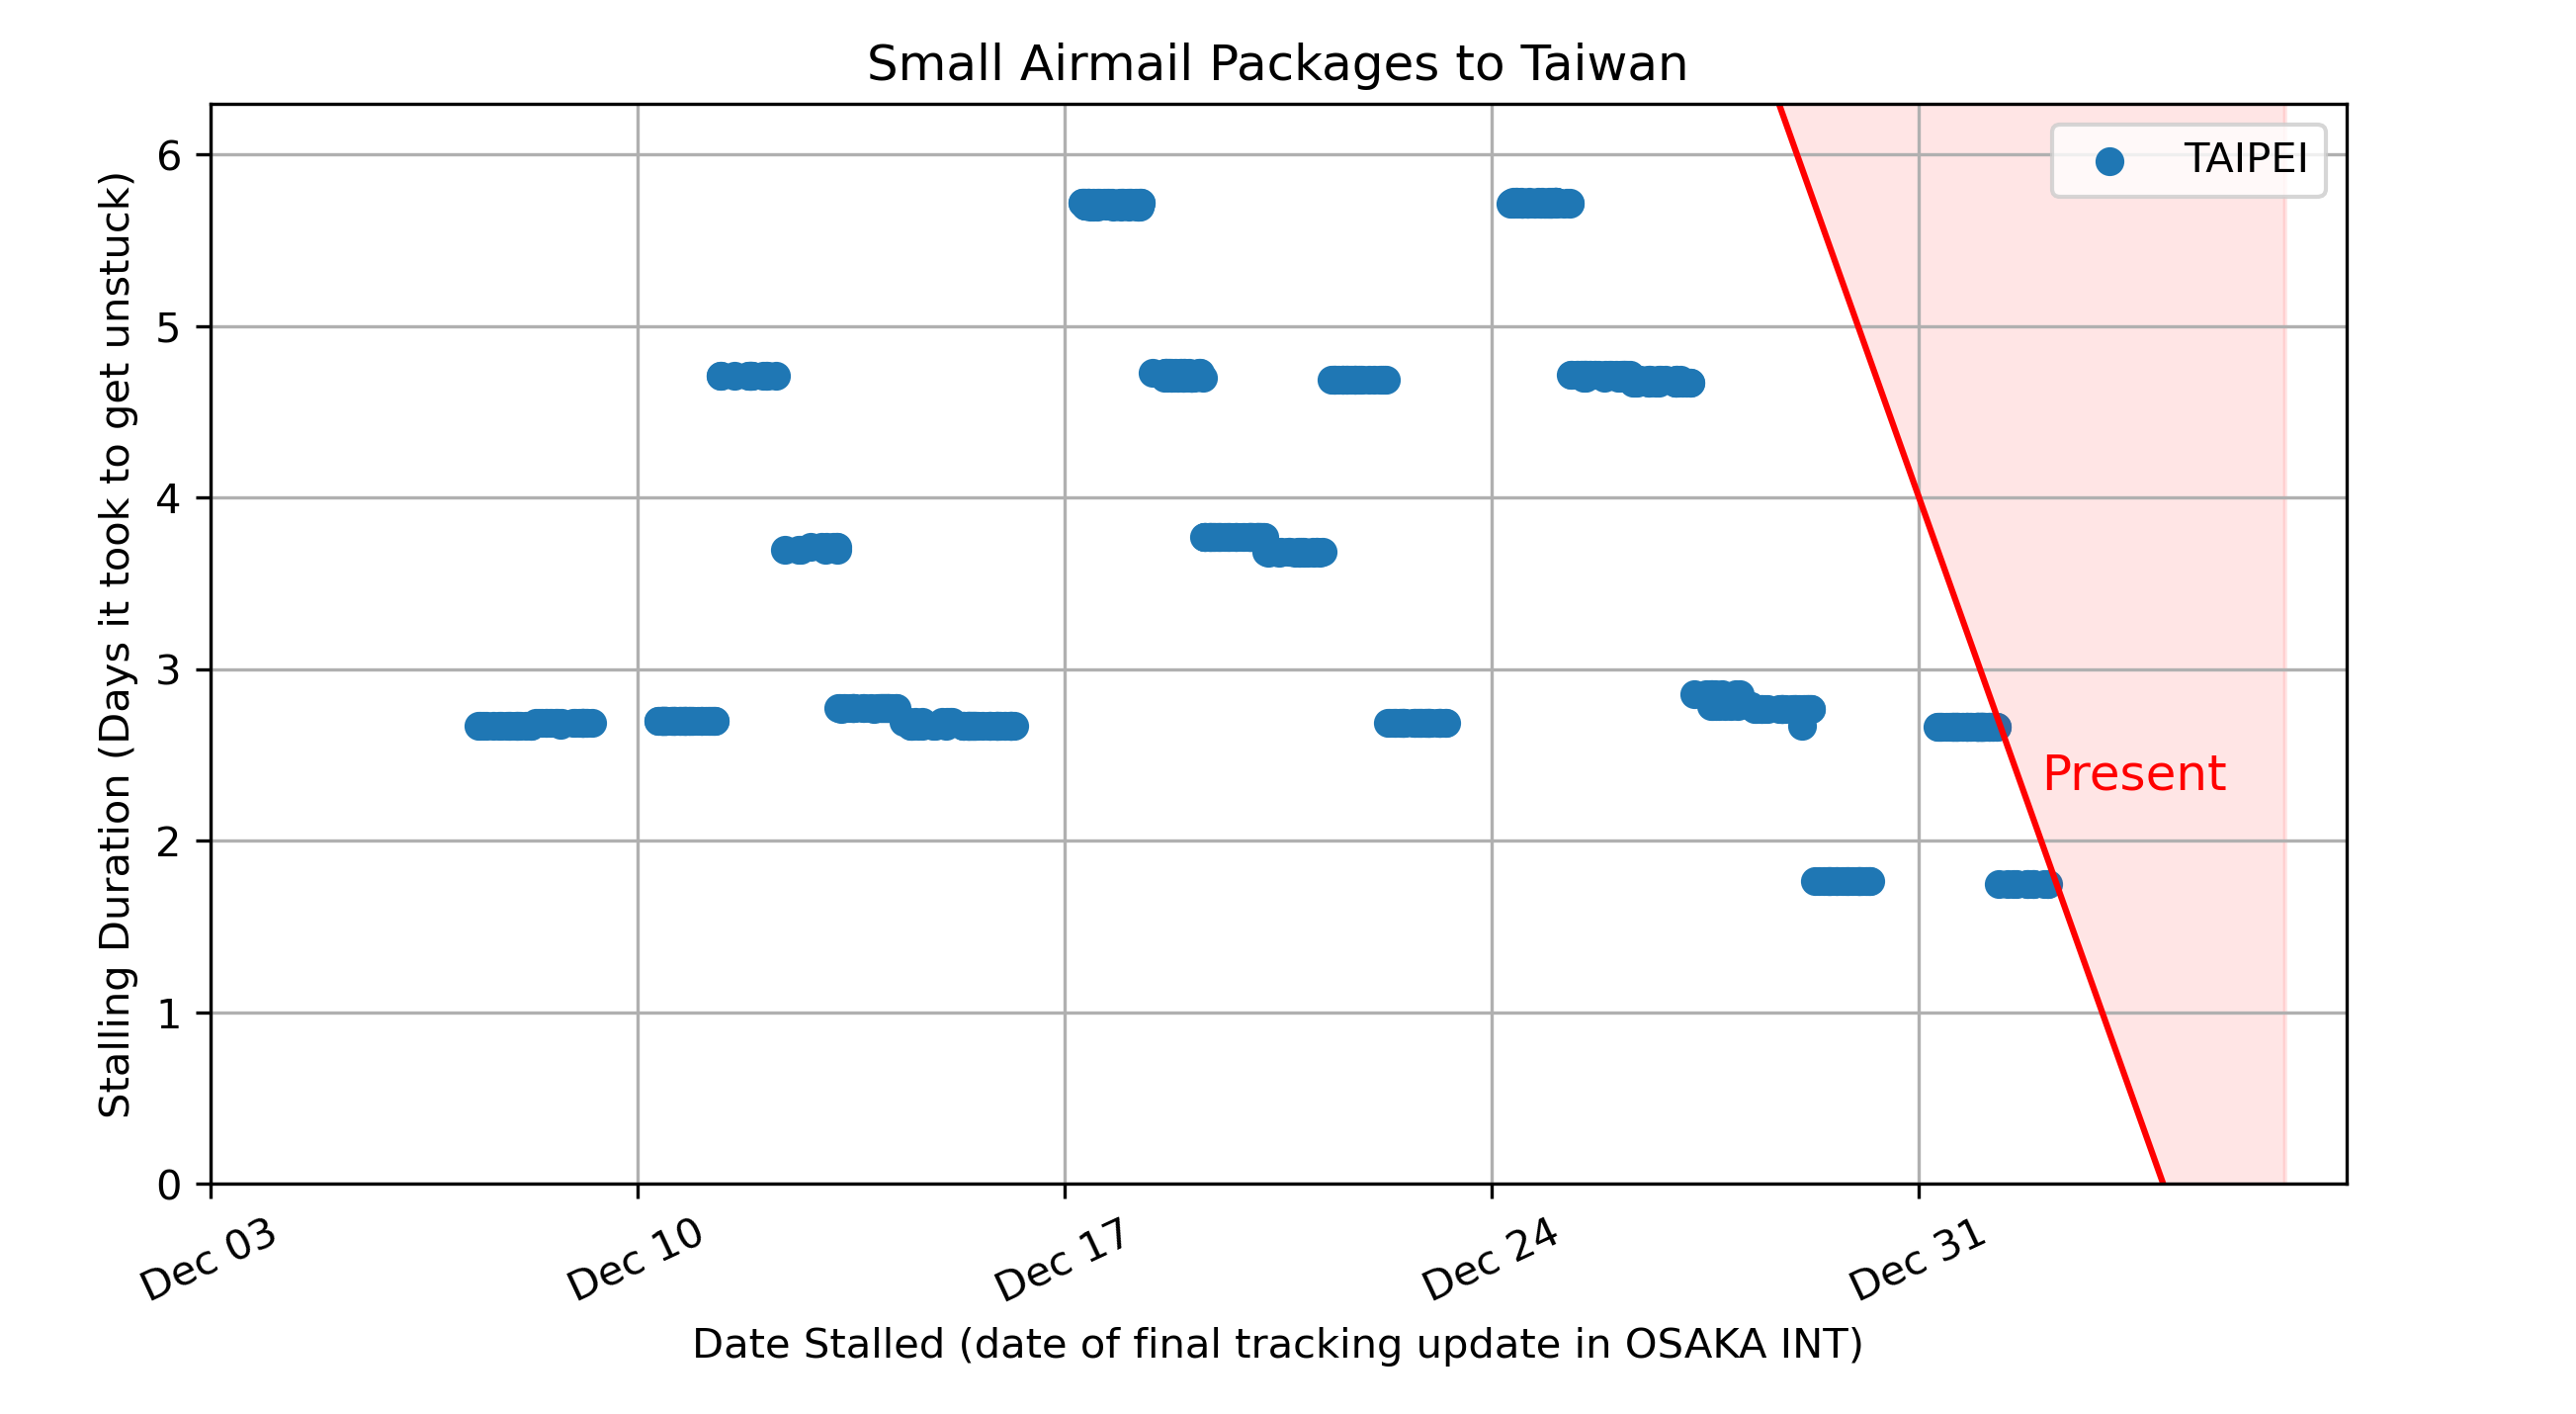 Small Airmail Packages to Taiwan
TAIPEI
Stalling Duration (Days it took to get unstuck)
6
5
4
3
2
1
0
Present
Dec 03
Dec 10
Dec 17
Dec 24
Dec 31
Date Stalled (date of final tracking update in OSAKA INT)